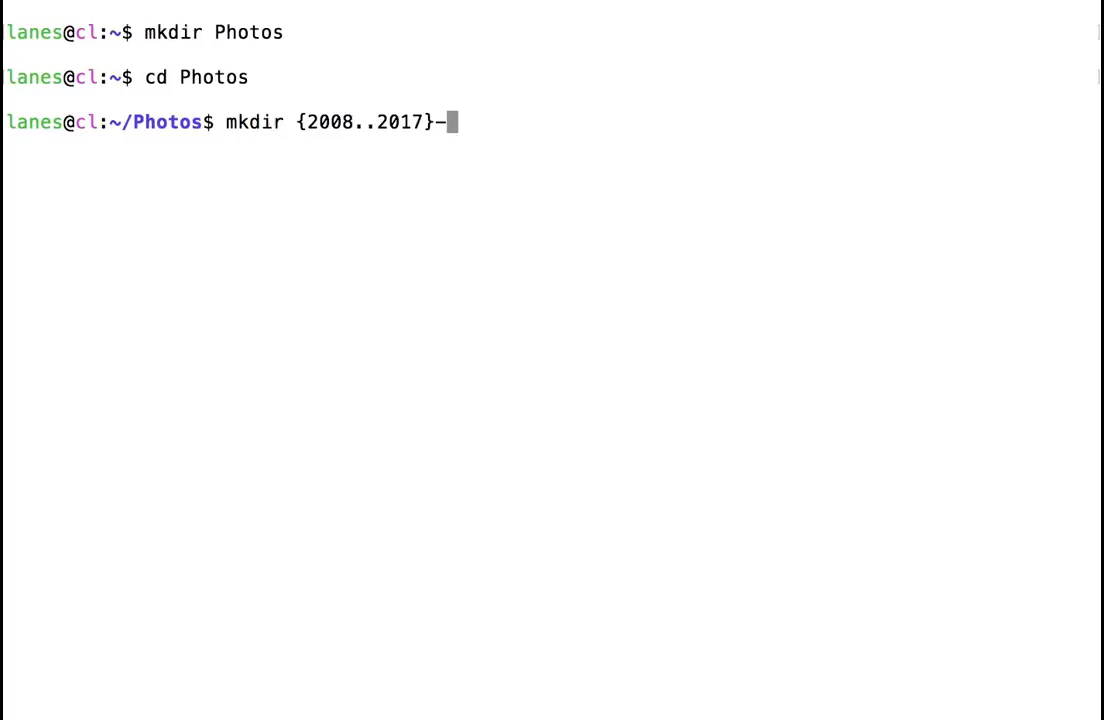 lanes@cl:~$ mkdir Photos
lanes@cl:~$ cd Photos
lanes@cl:~/Photos$ mkdir {2008..2017}-